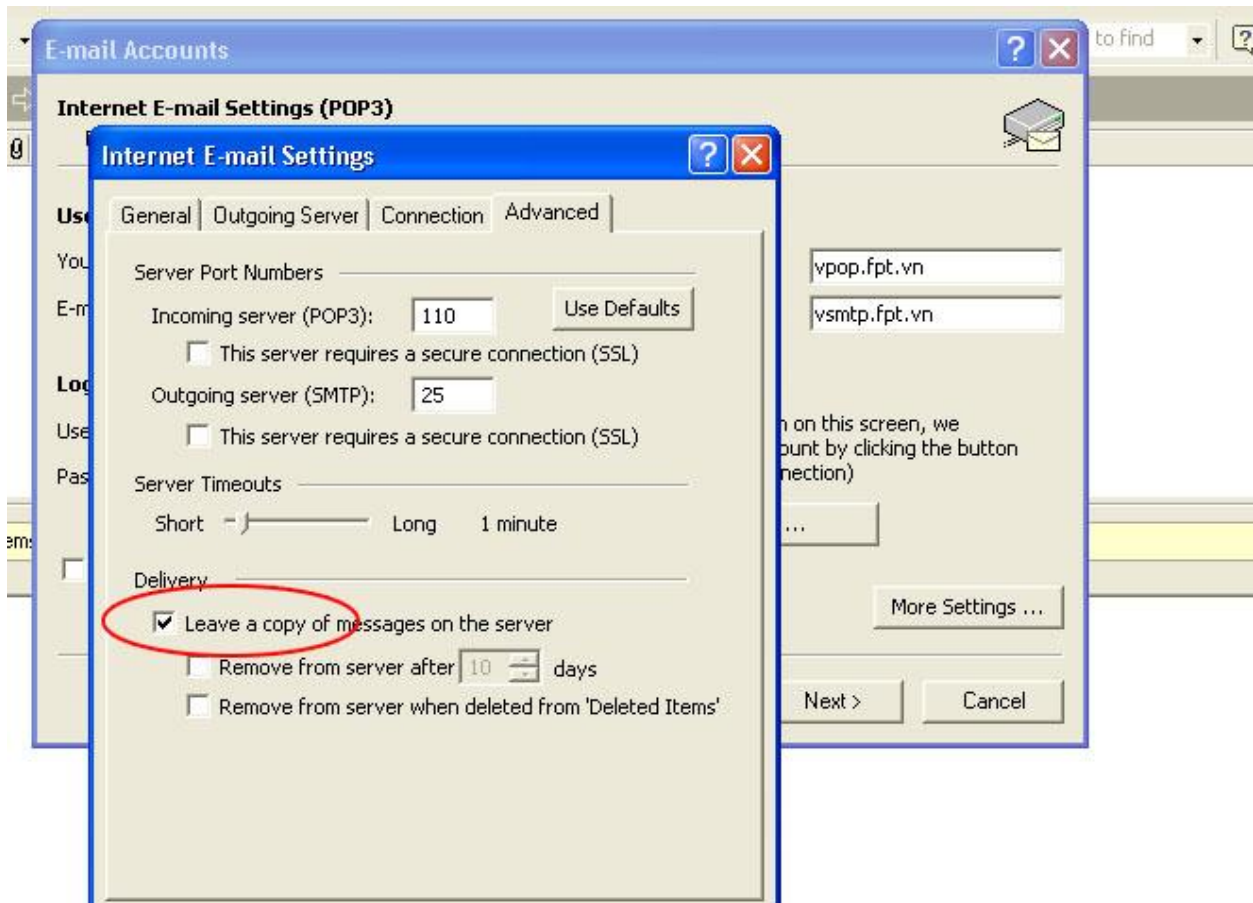 to find
E-mail Accounts
Internet E-mail Settings (POP3)
Internet E-mail Settings
General Outgoing Server Connection Advanced
Server Port Numbers
Incoming server (POP3): 110 Use Defaults
This server requires a secure connection (SSL)
Outgoing server (SMTP): 25
This server requires a secure connection (SSL)
Server Timeouts
Short Long 1 minute
Delivery
Leave a copy of messages on the server
Remove from server after 10 days
Remove from server when deleted from 'Deleted Items'
vpop.fpt.vn
vsmtp.fpt.vn
on this screen, we
by clicking the button
...
More Settings ...
Next > Cancel